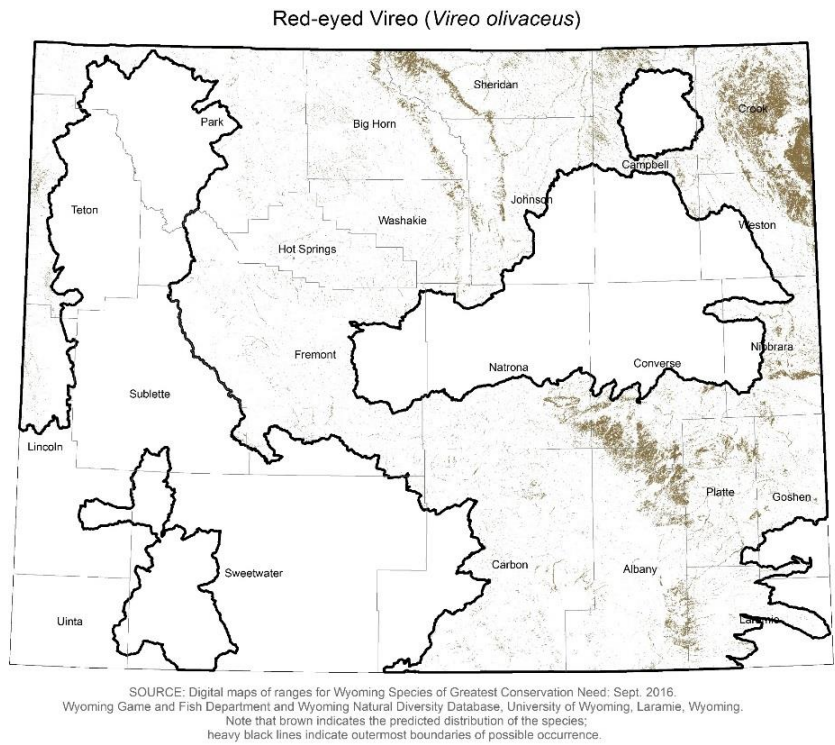 Red-eyed Vireo (Vireo olivaceus)
Sheridan
Crook
Park
Big Horn
Campbell
Johnson
Teton
Washakie
Weston
Hot Springs
Fremont
Niobrara
Natrona
Converse
Sublette
Lincoln
Platte
Goshen
Carbon
Albany
Sweetwater
Uinta
Laramie
SOURCE: Digital maps of ranges for Wyoming Species of Greatest Conservation Need: Sept. 2016.
Wyoming Game and Fish Department and Wyoming Natural Diversity Database, University of Wyoming, Laramie, Wyoming.
Note that brown indicates the predicted distribution of the species;
heavy black lines indicate outermost boundaries of possible occurrence.